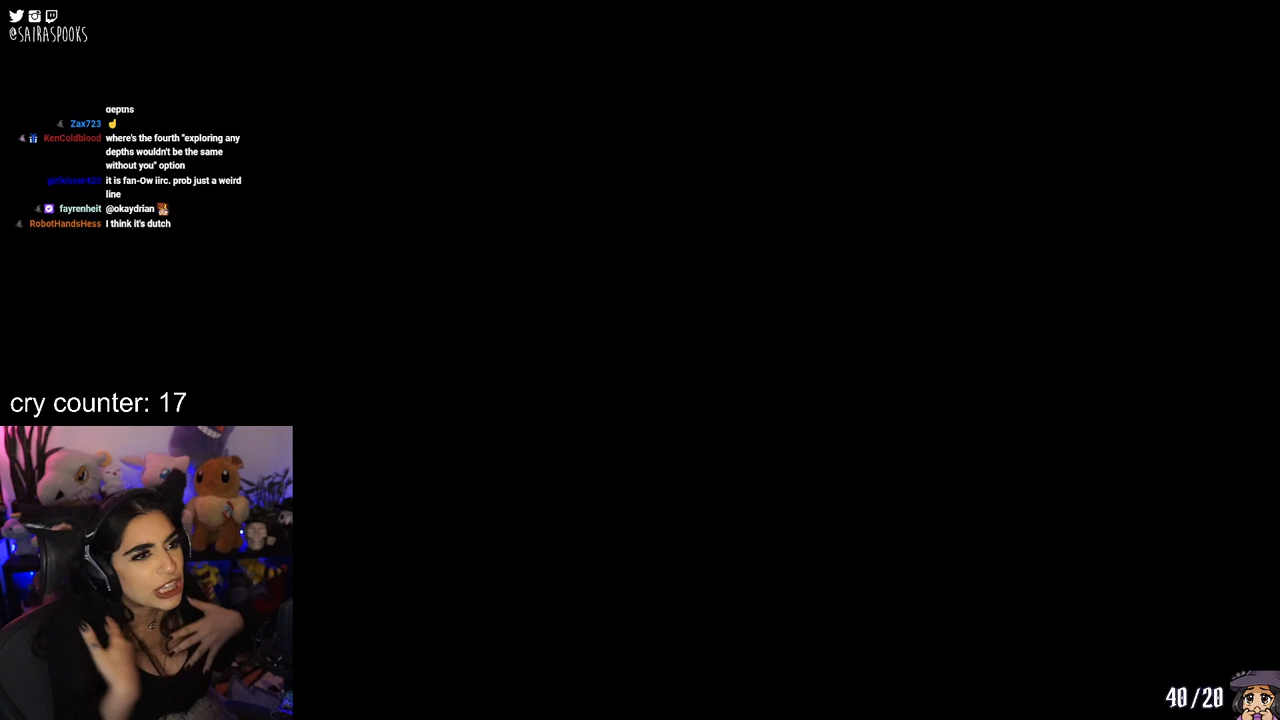 @SAIRASPOOKS
depths
Zax723
KenColdblood where's the fourth "exploring any
depths wouldn't be the same
without you" option
it is fan-Ow iirc. prob just a weird
line
fayrenheit @okaydrian
RobotHandsHess I think it's dutch
cry counter: 17
40/20